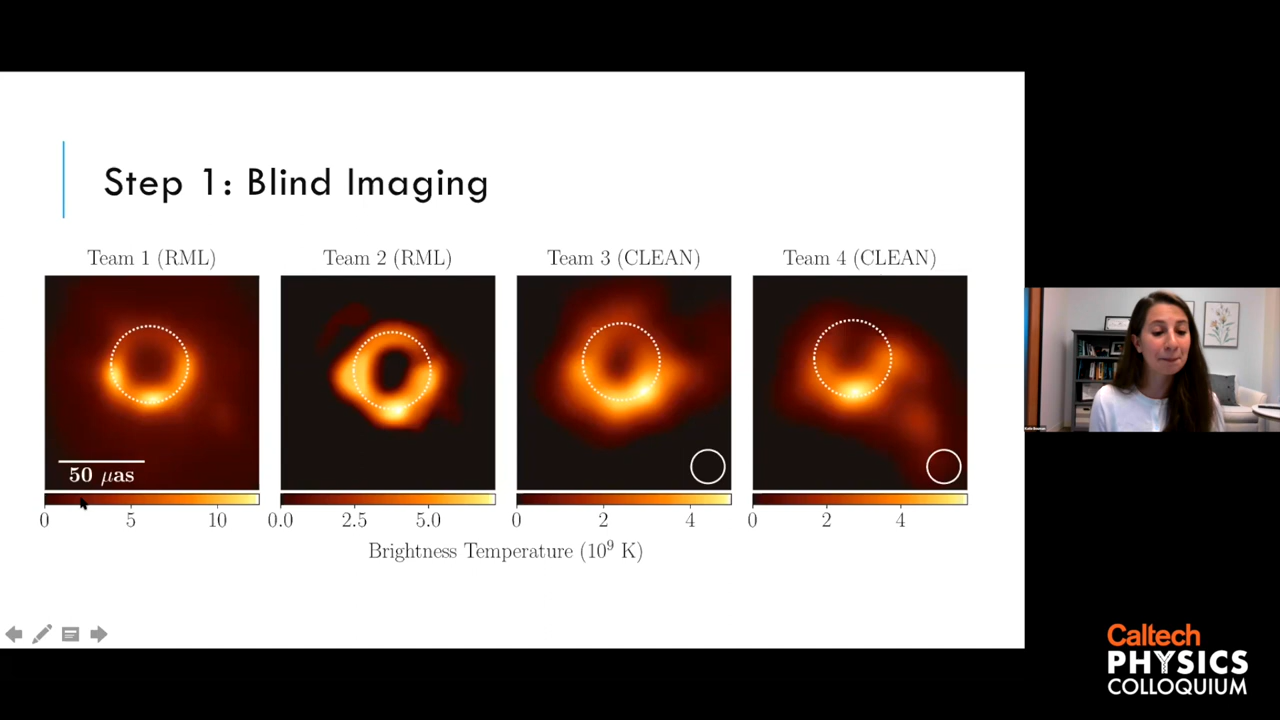 Step 1: Blind Imaging
Team 1 (RML)
Team 2 (RML)
Team 3 (CLEAN)
Team 4 (CLEAN)
50 μas
0 5 10
0.0 2.5 5.0
0 2 4
0 2 4
Brightness Temperature (10⁹ K)
Caltech
PHYSICS
COLLOQUIUM